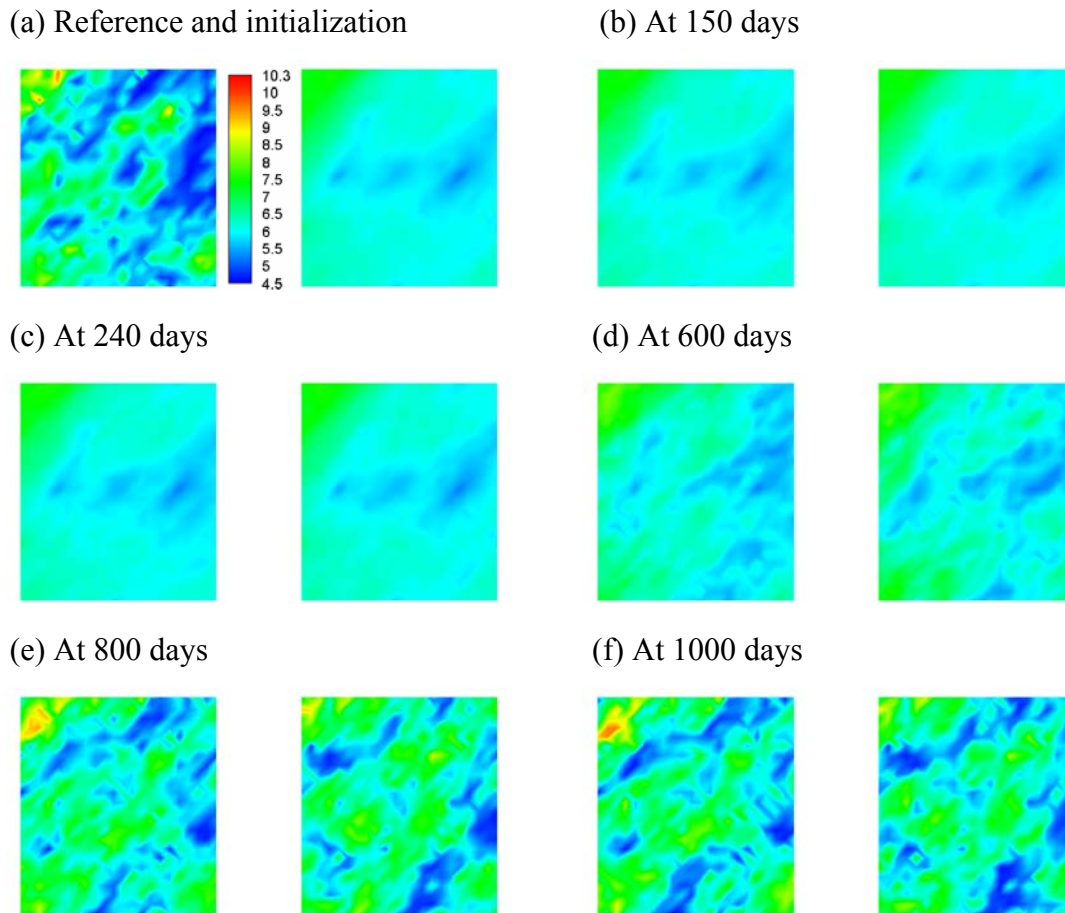 (a) Reference and initialization
(b) At 150 days
10.3
10
9.5
9
8.5
8
7.5
7
6.5
6
5.5
5
4.5
(c) At 240 days
(d) At 600 days
(e) At 800 days
(f) At 1000 days